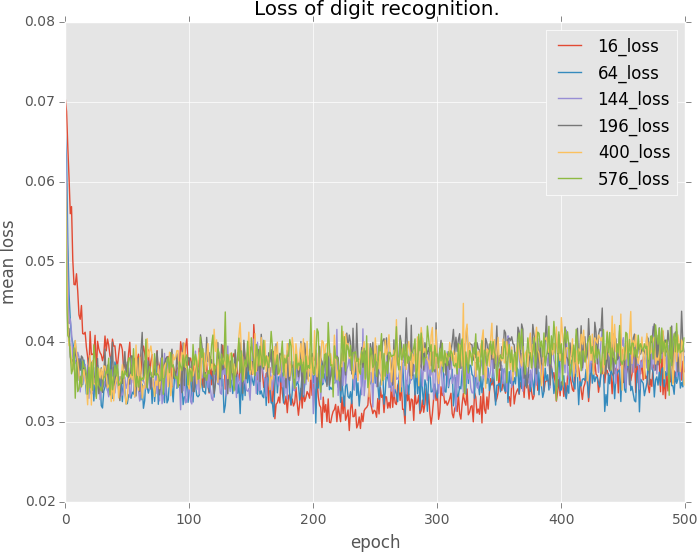 Loss of digit recognition.
0.08
0.07
0.06
0.05
0.04
0.03
0.02
mean loss
16_loss
64_loss
144_loss
196_loss
400_loss
576_loss
0 100 200 300 400 500
epoch